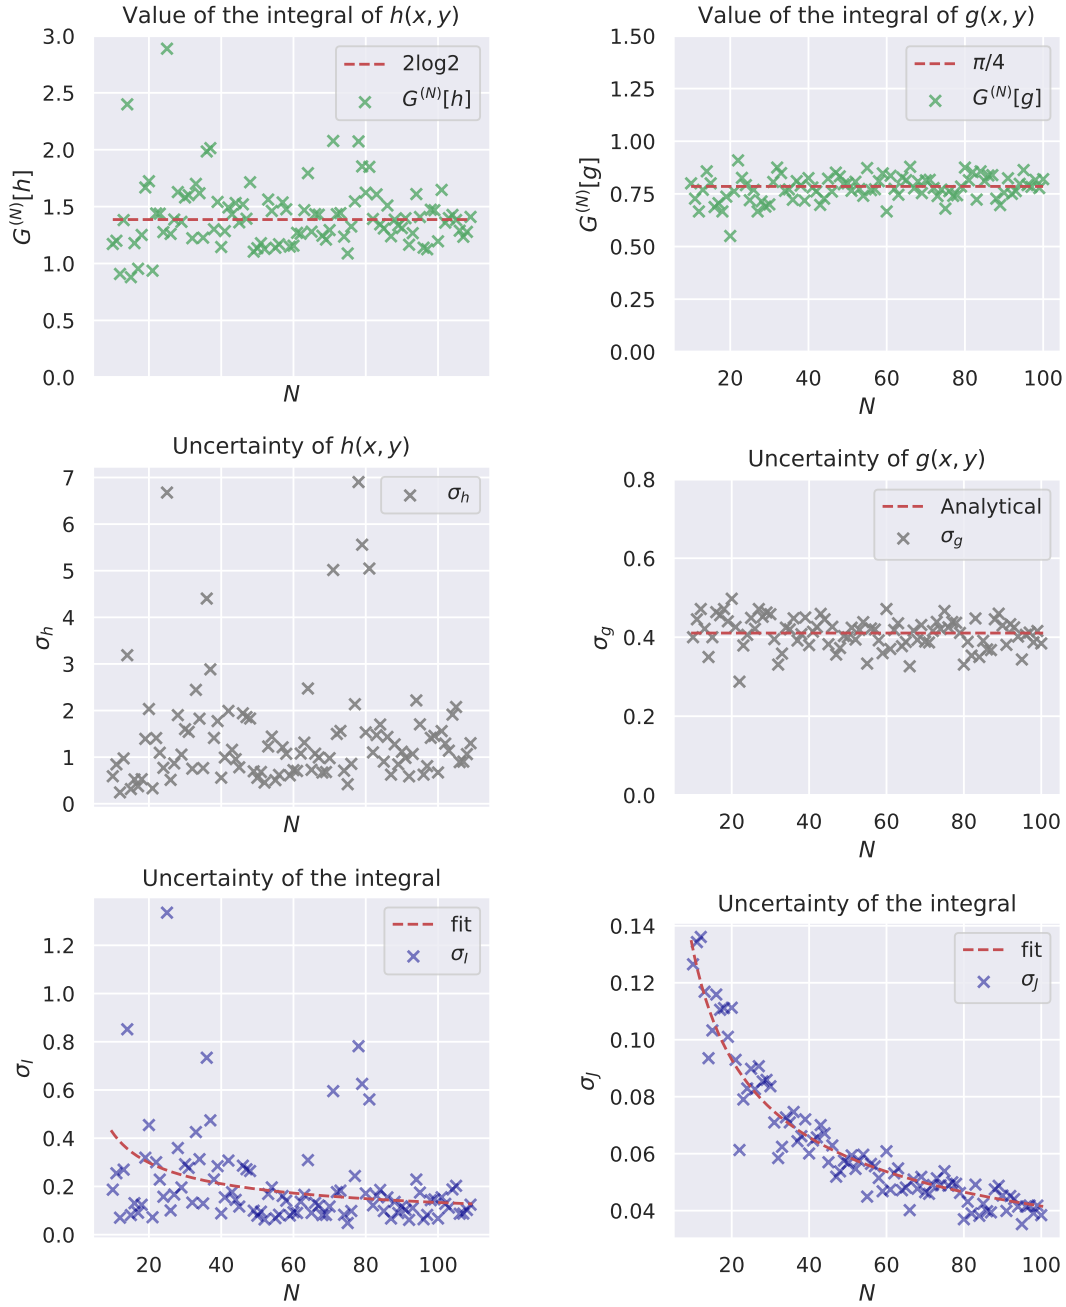 Value of the integral of h(x, y)
3.0
2.5
2.0
1.5
1.0
0.5
0.0
G⁽ᴺ⁾[h]
2log2
G⁽ᴺ⁾[h]
N
Value of the integral of g(x, y)
1.50
1.25
1.00
0.75
0.50
0.25
0.00
G⁽ᴺ⁾[g]
π/4
G⁽ᴺ⁾[g]
20 40 60 80 100
N
Uncertainty of h(x, y)
7
6
5
4
3
2
1
0
σ_h
σ_h
N
Uncertainty of g(x, y)
0.8
0.6
0.4
0.2
0.0
σ_g
Analytical
σ_g
20 40 60 80 100
N
Uncertainty of the integral
1.2
1.0
0.8
0.6
0.4
0.2
0.0
σ_I
fit
σ_I
20 40 60 80 100
N
Uncertainty of the integral
0.14
0.12
0.10
0.08
0.06
0.04
σ_J
fit
σ_J
20 40 60 80 100
N